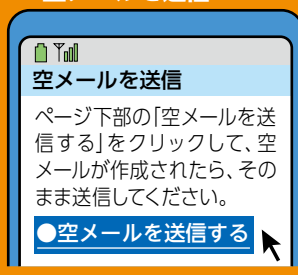 空メールを送信
ページ下部の「空メールを送
信する」をクリックして、空
メールが作成されたら、その
まま送信してください。
●空メールを送信する